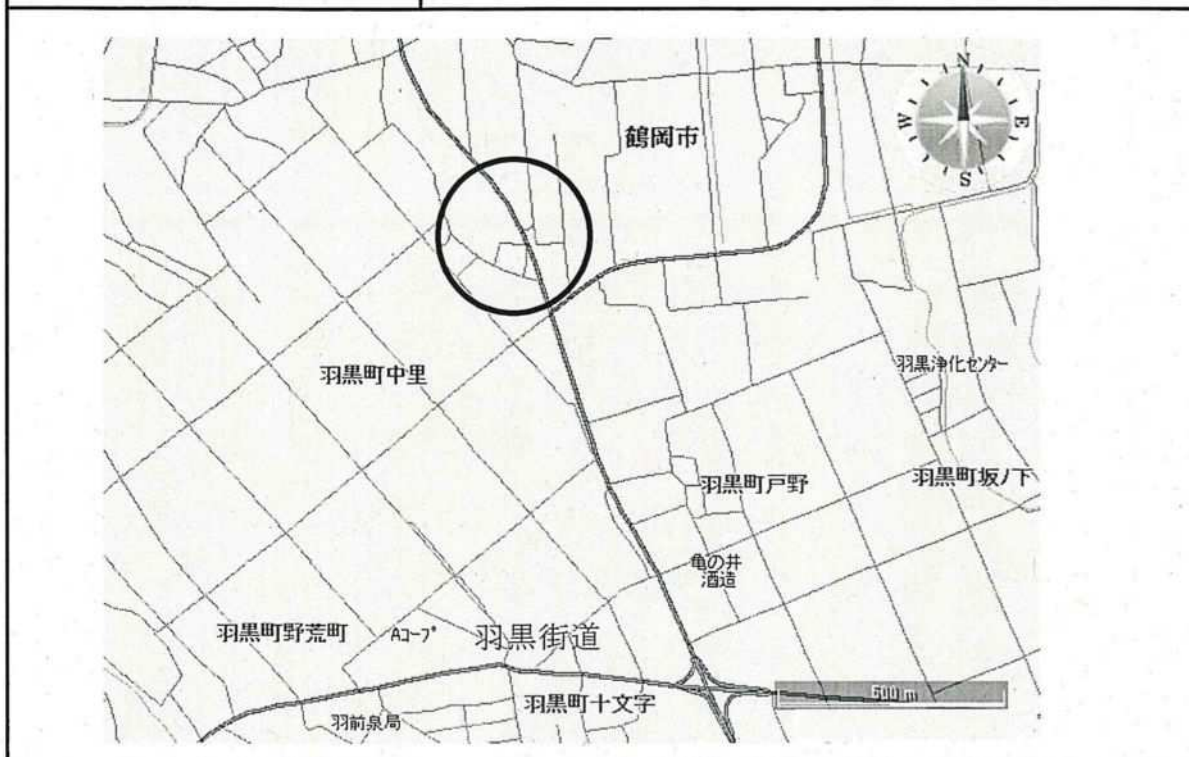 N
鶴岡市
W
E
S
羽黒浄化センター
羽黒町中里
羽黒町戸野
羽黒町坂ノ下
亀の井
酒造
羽黒町野荒町
Aコープ
羽黒街道
500 m
羽黒町十文字
羽前泉局